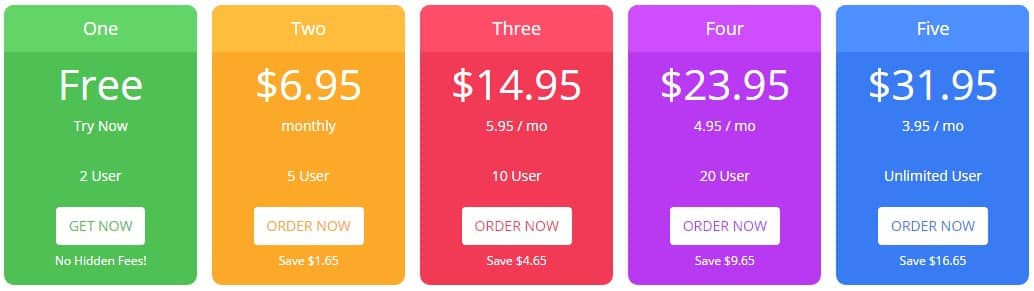 One
Free
Try Now
2 User
GET NOW
No Hidden Fees!
Two
$6.95
monthly
5 User
ORDER NOW
Save $1.65
Three
$14.95
5.95 / mo
10 User
ORDER NOW
Save $4.65
Four
$23.95
4.95 / mo
20 User
ORDER NOW
Save $9.65
Five
$31.95
3.95 / mo
Unlimited User
ORDER NOW
Save $16.65